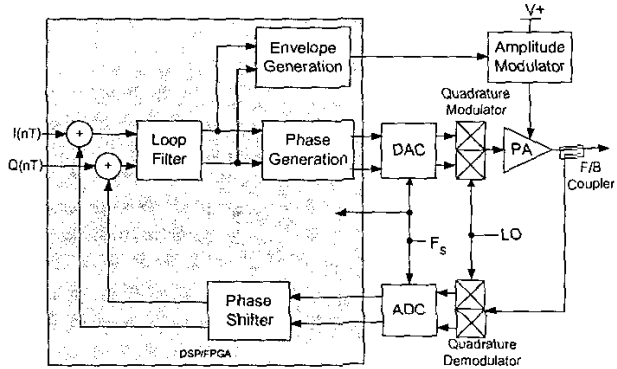 V+
Envelope
Generation
Amplitude
Modulator
Quadrature
Modulator
I(nT)
+
Loop
Filter
Phase
Generation
DAC
PA
Q(nT)
+
F/B
Coupler
Fs
LO
Phase
Shifter
ADC
Quadrature
Demodulator
DSP/FPGA